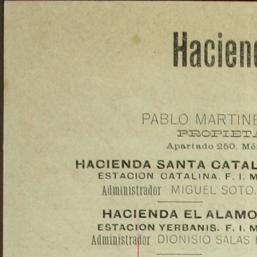 Haciend
PABLO MARTINE
PROPIETA
Apartado 250. Mé
HACIENDA SANTA CATAL
ESTACION CATALINA. F. I. M
Administrador MIGUEL SOTO.
HACIENDA EL ALAMO
ESTACION YERBANIS. F. I. M
Administrador DIONISIO SALAS